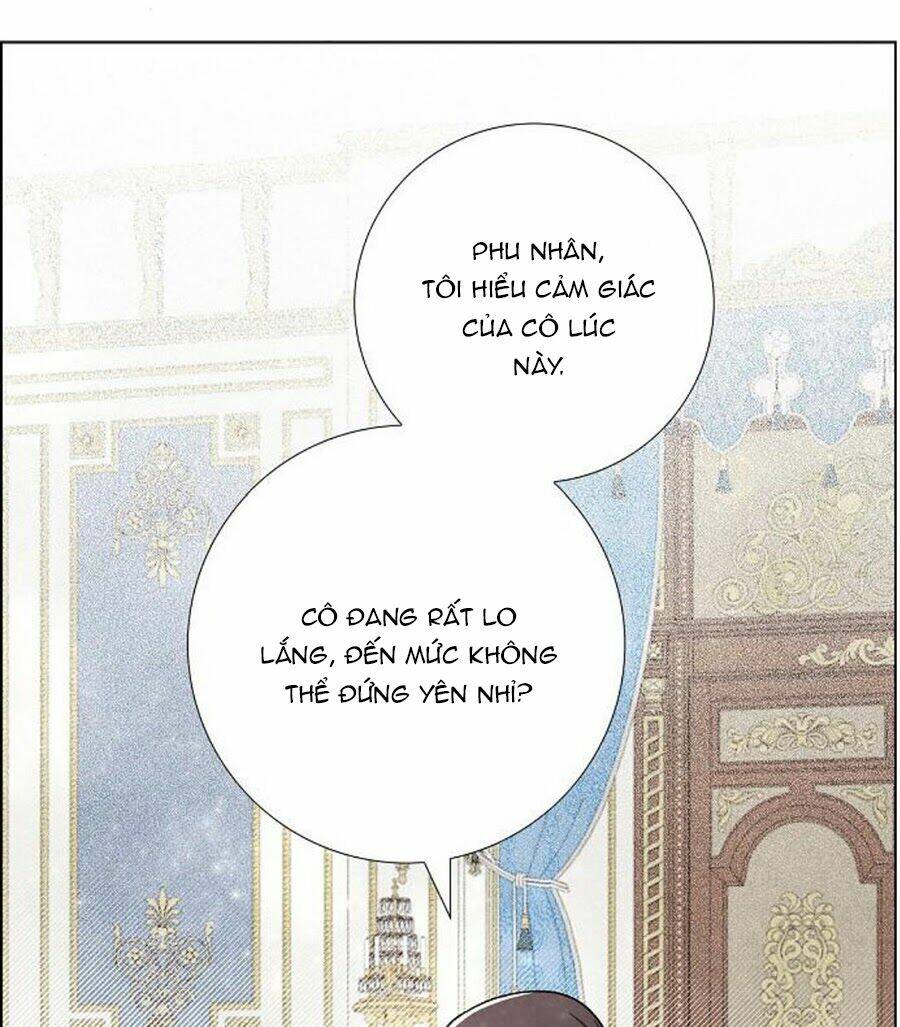 PHU NHÂN,
TÔI HIỂU CẢM GIÁC
CỦA CÔ LÚC
NÀY.
CÔ ĐANG RẤT LO
LẮNG, ĐẾN MỨC KHÔNG
THỂ ĐỨNG YÊN NHỈ?